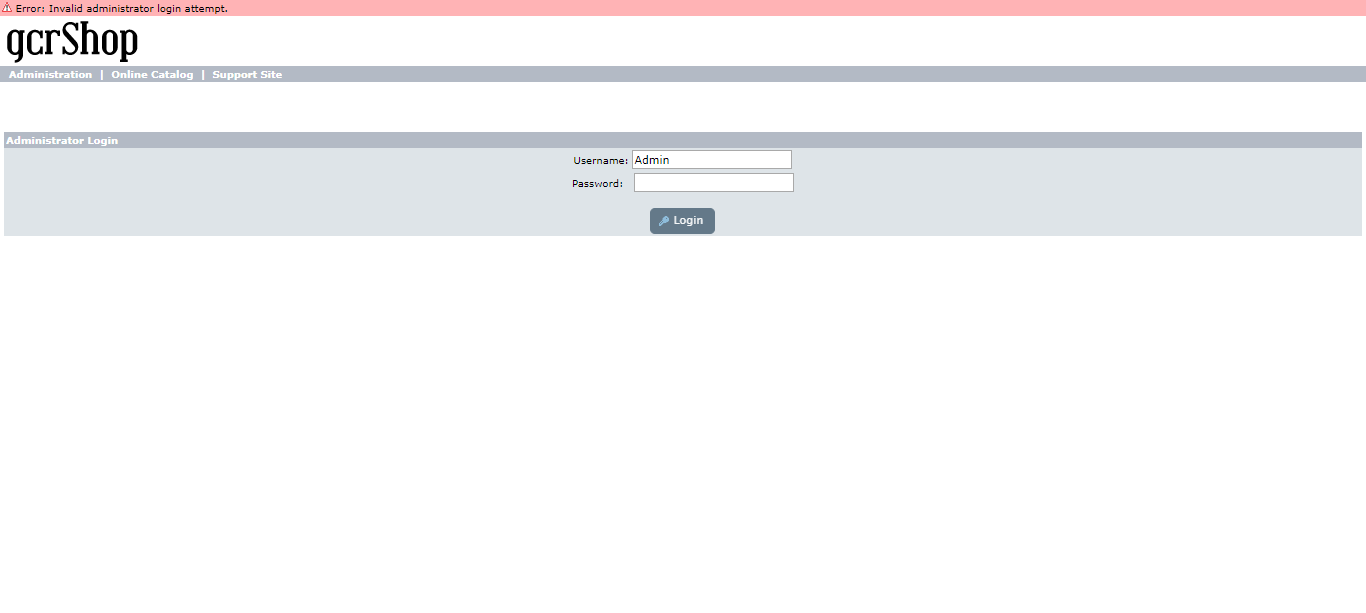 Error: Invalid administrator login attempt.
gcrShop
Administration | Online Catalog | Support Site
Administrator Login
Username: Admin
Password:
Login